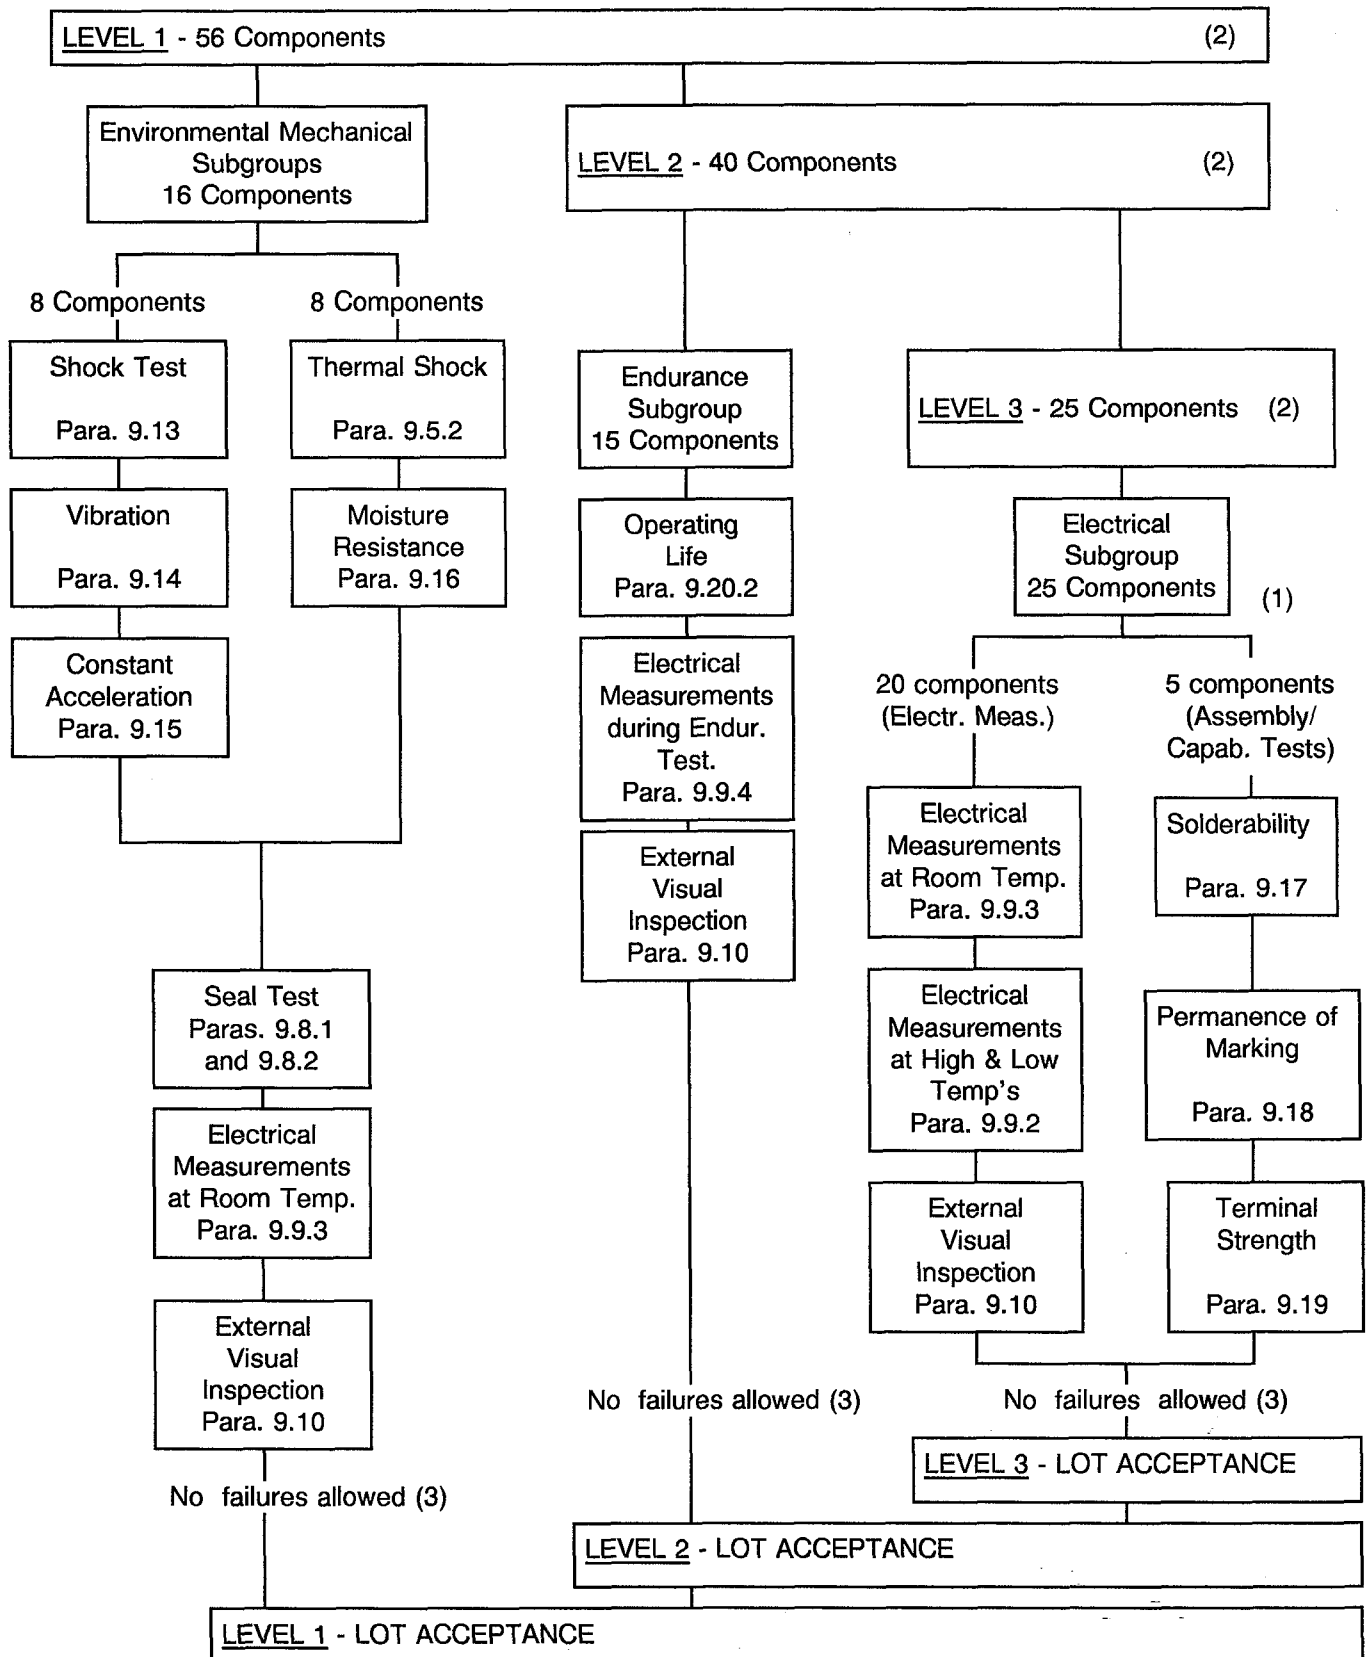 LEVEL 1 - 56 Components (2)
Environmental Mechanical
Subgroups
16 Components
LEVEL 2 - 40 Components (2)
8 Components
8 Components
Shock Test
Para. 9.13
Thermal Shock
Para. 9.5.2
Vibration
Para. 9.14
Moisture
Resistance
Para. 9.16
Constant
Acceleration
Para. 9.15
Seal Test
Paras. 9.8.1
and 9.8.2
Electrical
Measurements
at Room Temp.
Para. 9.9.3
External
Visual
Inspection
Para. 9.10
No failures allowed (3)
Endurance
Subgroup
15 Components
Operating
Life
Para. 9.20.2
Electrical
Measurements
during Endur.
Test.
Para. 9.9.4
External
Visual
Inspection
Para. 9.10
No failures allowed (3)
LEVEL 3 - 25 Components (2)
Electrical
Subgroup
25 Components
(1)
20 components
(Electr. Meas.)
5 components
(Assembly/
Capab. Tests)
Electrical
Measurements
at Room Temp.
Para. 9.9.3
Electrical
Measurements
at High & Low
Temp's
Para. 9.9.2
External
Visual
Inspection
Para. 9.10
Solderability
Para. 9.17
Permanence of
Marking
Para. 9.18
Terminal
Strength
Para. 9.19
No failures allowed (3)
LEVEL 3 - LOT ACCEPTANCE
LEVEL 2 - LOT ACCEPTANCE
LEVEL 1 - LOT ACCEPTANCE